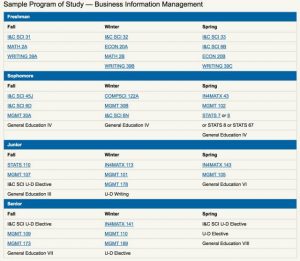 Sample Program of Study — Business Information Management
Freshman
Fall Winter Spring
I&C SCI 31 I&C SCI 32 I&C SCI 33
MATH 2A ECON 20A I&C SCI 6B
WRITING 39A MATH 2B ECON 20B
WRITING 39B WRITING 39C
Sophomore
Fall Winter Spring
I&C SCI 45J COMPSCI 122A IN4MATX 43
I&C SCI 6D MGMT 30B MGMT 102
MGMT 30A I&C SCI 6N STATS 7 or 8
General Education IV General Education IV or STATS 8 or STATS 67
General Education IV
Junior
Fall Winter Spring
STATS 110 IN4MATX 113 IN4MATX 143
MGMT 107 MGMT 101 MGMT 105
I&C SCI U-D Elective MGMT 178 General Education VI
General Education III U-D Writing
Senior
Fall Winter Spring
I&C SCI U-D Elective IN4MATX 141 I&C SCI U-D Elective
MGMT 109 MGMT 110 U-D Elective
MGMT 173 MGMT 189 General Education VIII
General Education VII U-D Elective